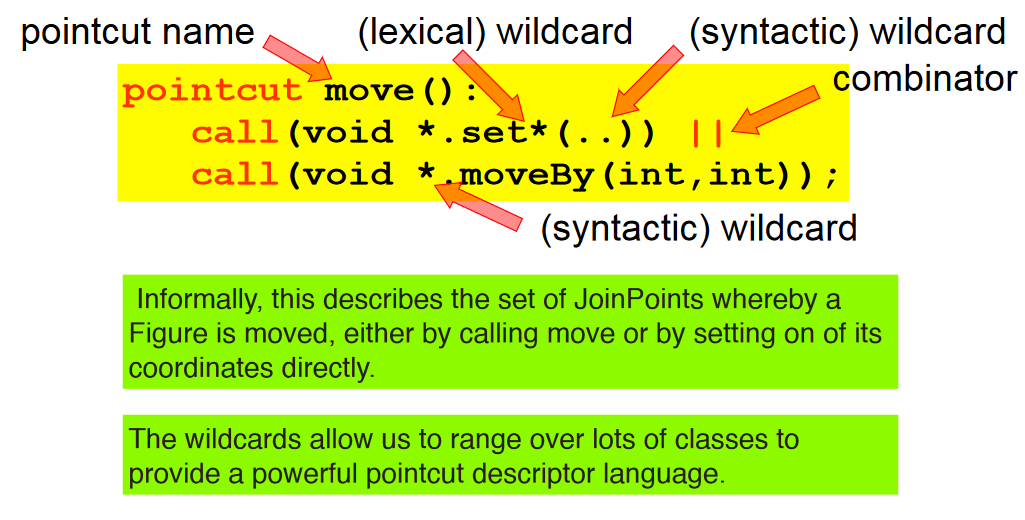 pointcut name
(lexical) wildcard
(syntactic) wildcard
combinator
pointcut move():
call(void *.set*(..)) ||
call(void *.moveBy(int,int));
(syntactic) wildcard
Informally, this describes the set of JoinPoints whereby a
Figure is moved, either by calling move or by setting on of its
coordinates directly.
The wildcards allow us to range over lots of classes to
provide a powerful pointcut descriptor language.